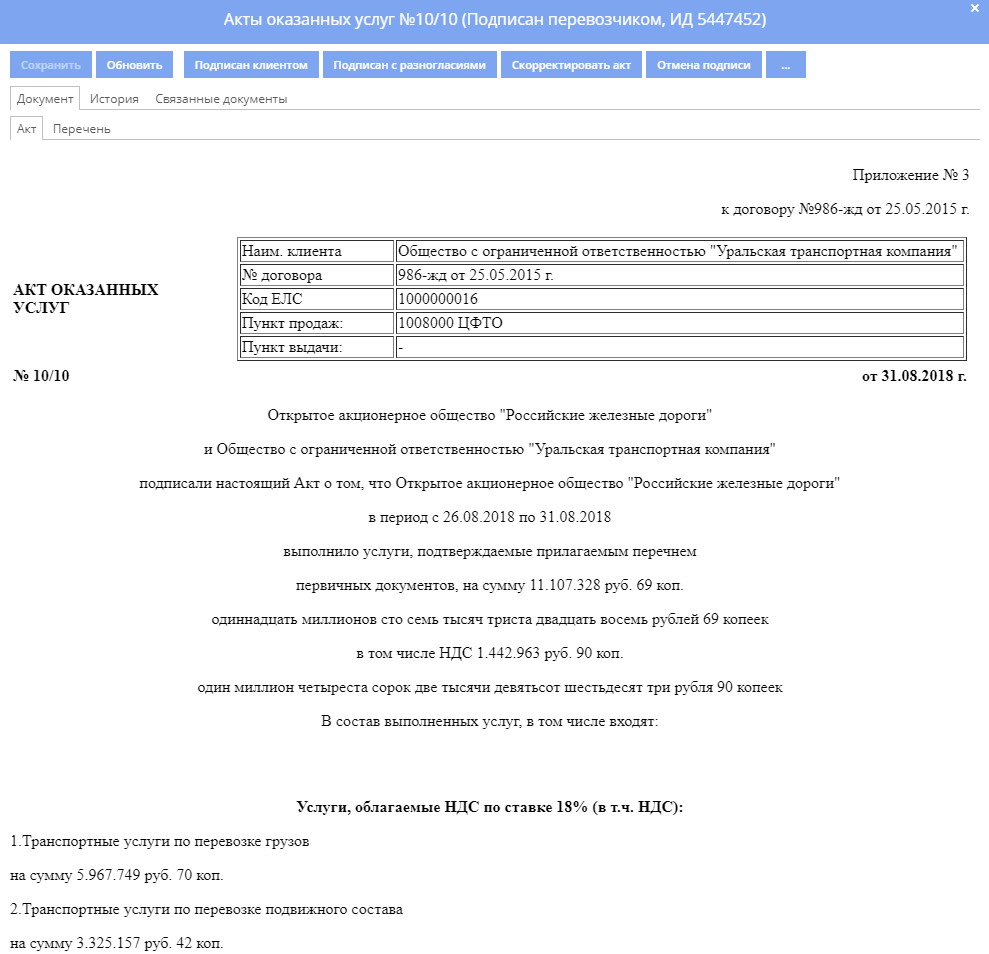 Акты оказанных услуг №10/10 (Подписан перевозчиком, ИД 5447452)
×
Сохранить Обновить Подписан клиентом Подписан с разногласиями Скорректировать акт Отмена подписи ...
Документ История Связанные документы
Акт Перечень
Приложение № 3
к договору №986-жд от 25.05.2015 г.
АКТ ОКАЗАННЫХ
УСЛУГ
Наим. клиента Общество с ограниченной ответственностью "Уральская транспортная компания"
№ договора 986-жд от 25.05.2015 г.
Код ЕЛС 1000000016
Пункт продаж: 1008000 ЦФТО
Пункт выдачи: -
№ 10/10 от 31.08.2018 г.
Открытое акционерное общество "Российские железные дороги"
и Общество с ограниченной ответственностью "Уральская транспортная компания"
подписали настоящий Акт о том, что Открытое акционерное общество "Российские железные дороги"
в период с 26.08.2018 по 31.08.2018
выполнило услуги, подтверждаемые прилагаемым перечнем
первичных документов, на сумму 11.107.328 руб. 69 коп.
одиннадцать миллионов сто семь тысяч триста двадцать восемь рублей 69 копеек
в том числе НДС 1.442.963 руб. 90 коп.
один миллион четыреста сорок две тысячи девятьсот шестьдесят три рубля 90 копеек
В состав выполненных услуг, в том числе входят:
Услуги, облагаемые НДС по ставке 18% (в т.ч. НДС):
1.Транспортные услуги по перевозке грузов
на сумму 5.967.749 руб. 70 коп.
2.Транспортные услуги по перевозке подвижного состава
на сумму 3.325.157 руб. 42 коп.